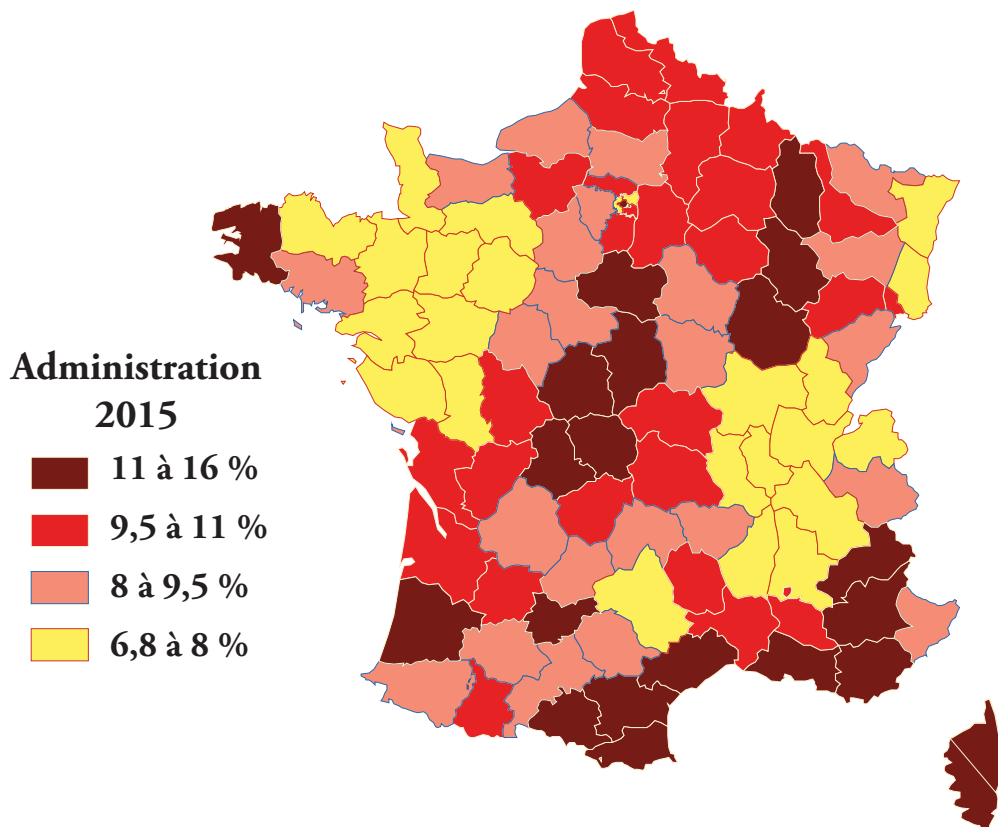 Administration
2015
11 à 16 %
9,5 à 11 %
8 à 9,5 %
6,8 à 8 %